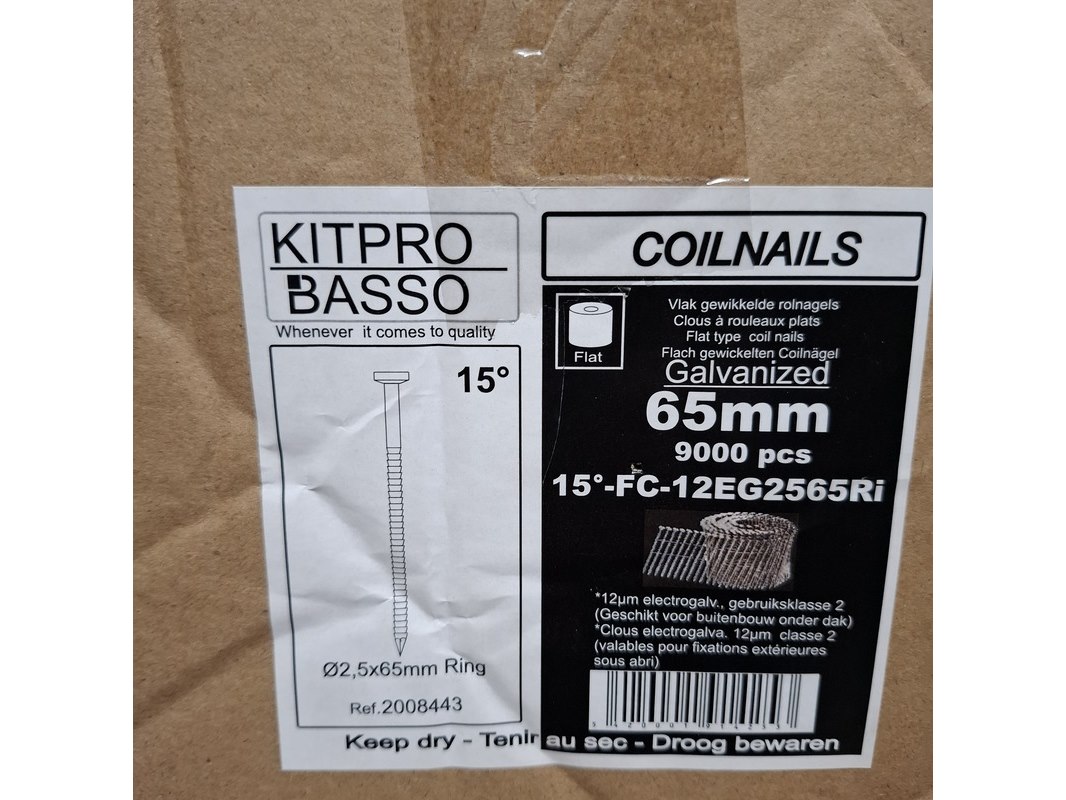 KITPRO
BASSO
Whenever it comes to quality
15°
Ø2,5x65mm Ring
Ref.2008443
COILNAILS
Flat
Vlak gewikkelde rolnagels
Clous à rouleaux plats
Flat type coil nails
Flach gewickelten Coilnägel
Galvanized
65mm
9000 pcs
15°-FC-12EG2565Ri
*12µm electrogalv., gebruiksklasse 2
(Geschikt voor buitenbouw onder dak)
*Clous electrogalva. 12µm classe 2
(valables pour fixations extérieures
sous abri)
Keep dry - Tenir au sec - Droog bewaren